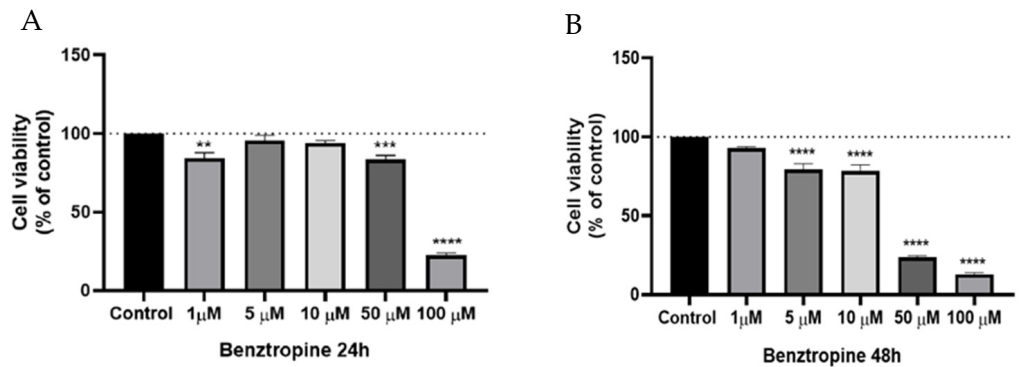 A
Cell viability
(% of control)
150
100
50
0
**
***
****
Control 1μM 5 μM 10 μM 50 μM 100 μM
Benztropine 24h
B
Cell viability
(% of control)
150
100
50
0
****
****
****
****
Control 1μM 5 μM 10 μM 50 μM 100 μM
Benztropine 48h